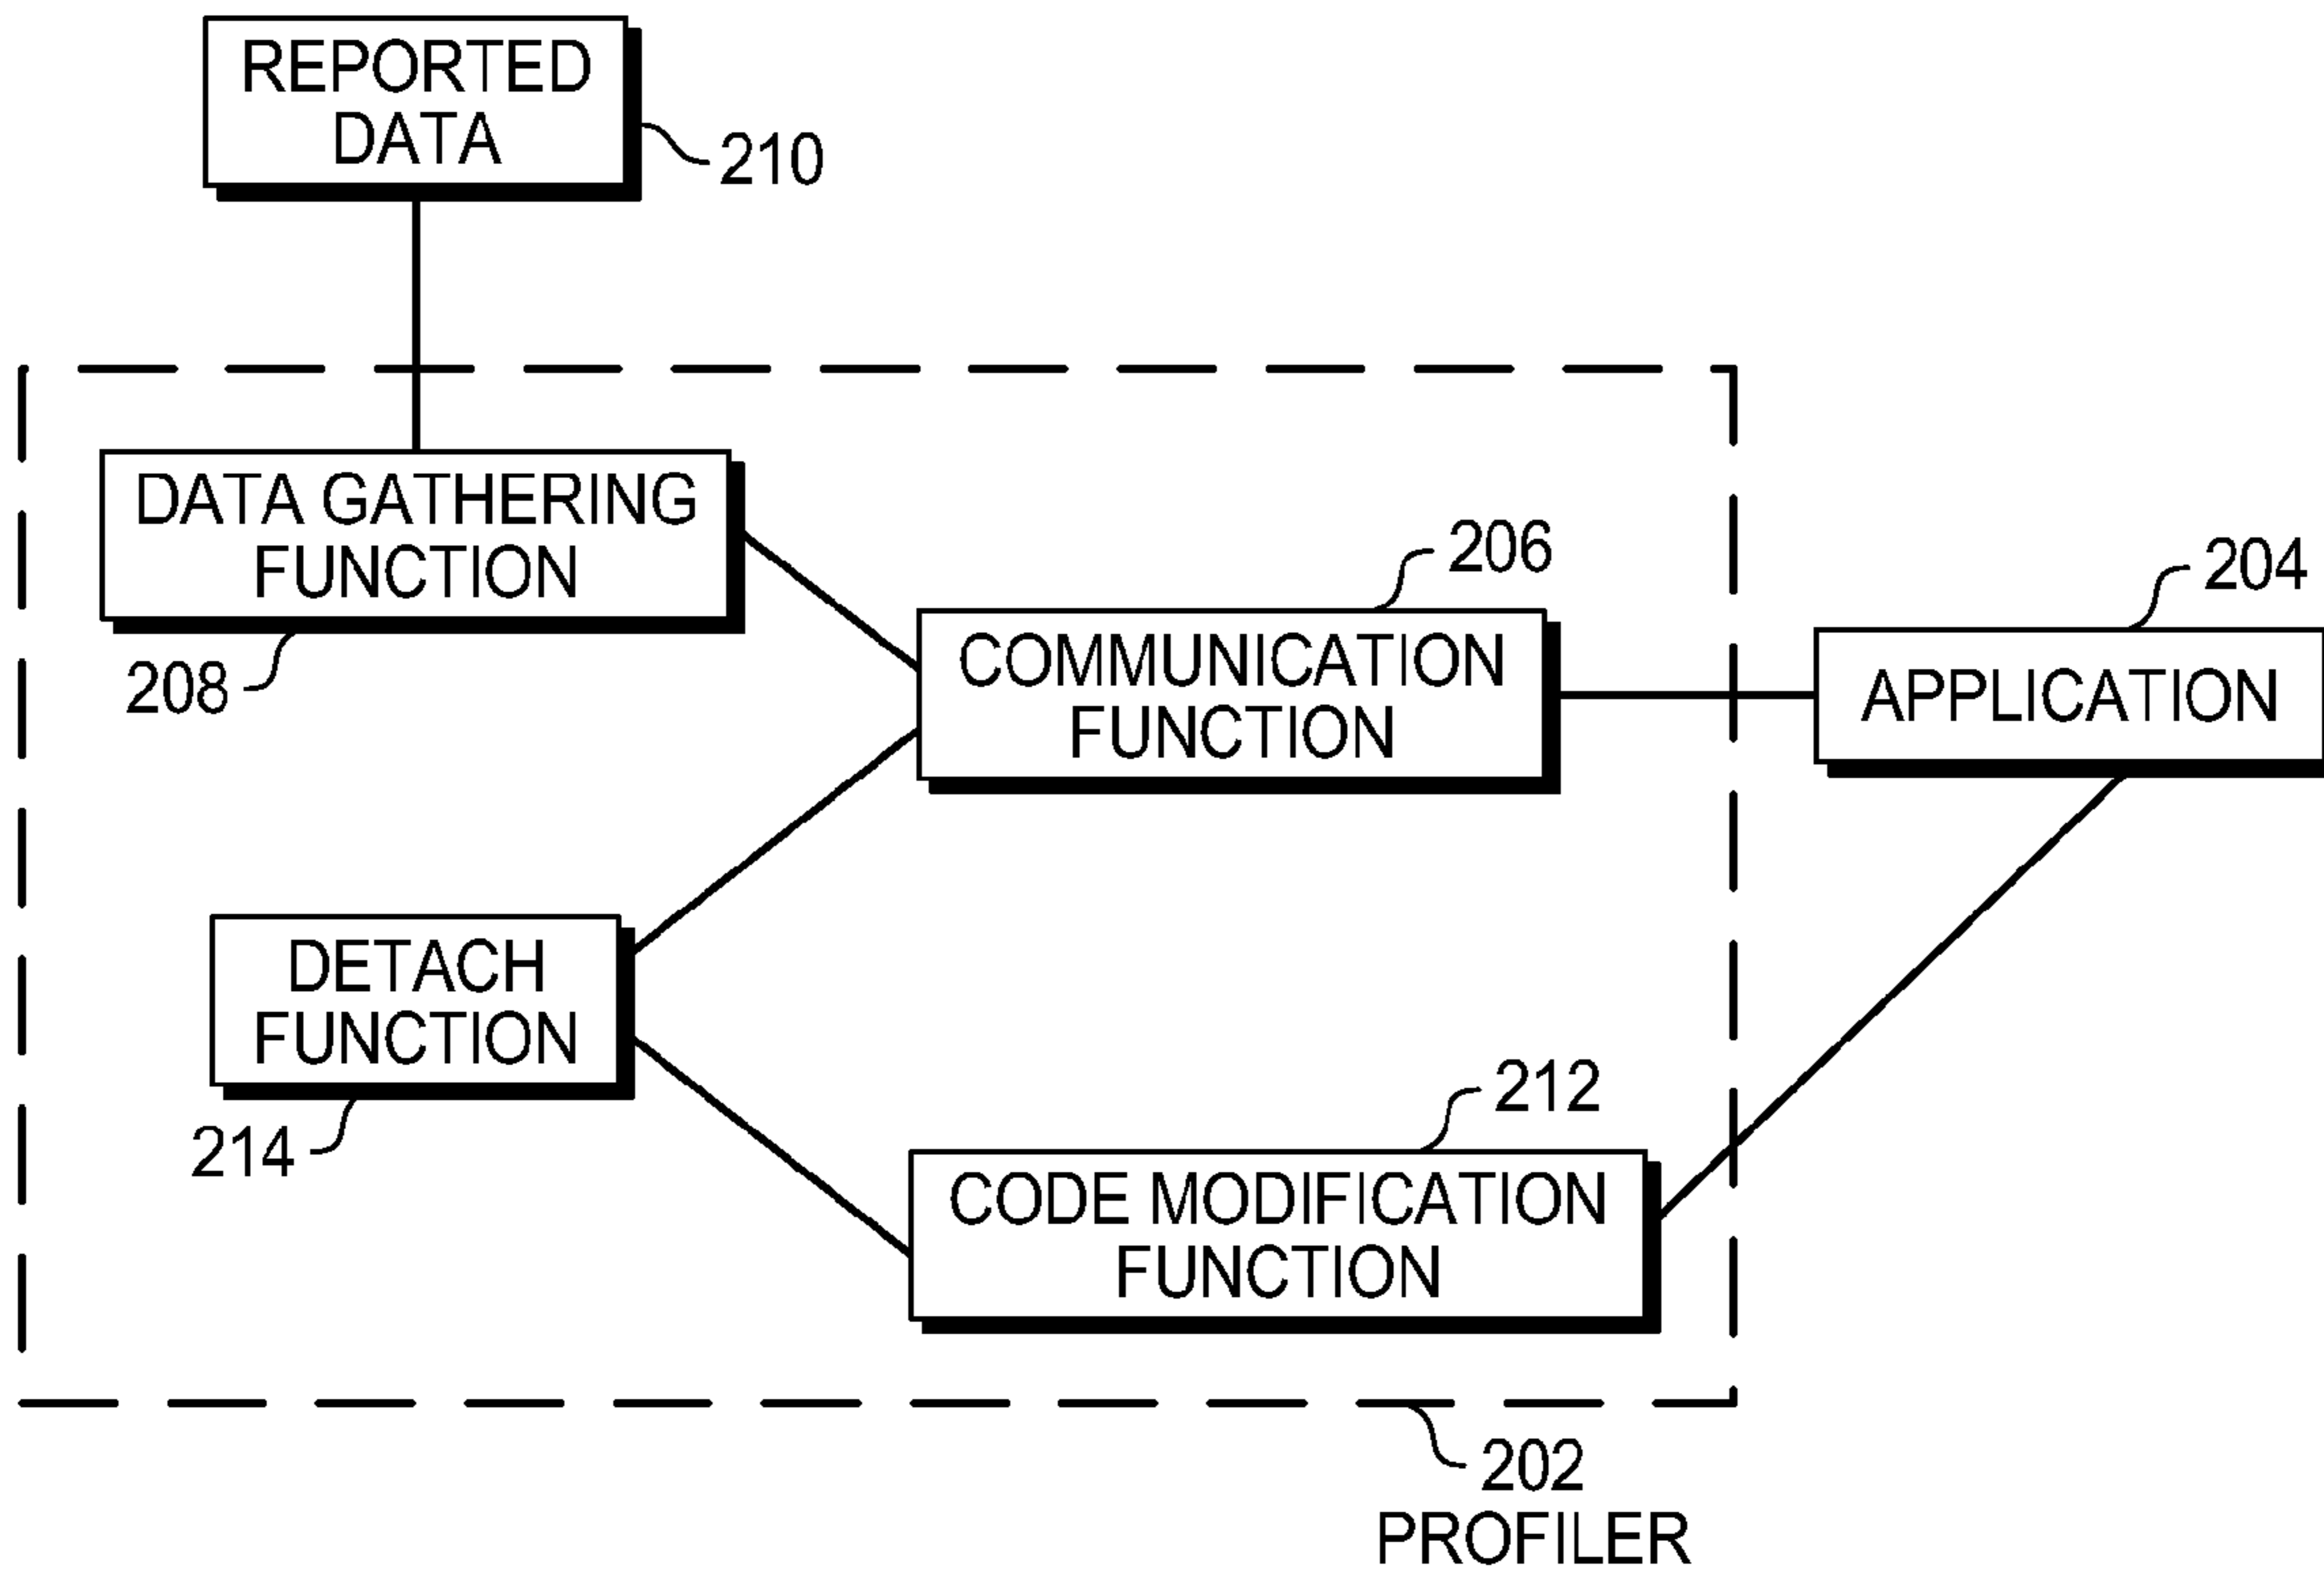 REPORTED
DATA
210
DATA GATHERING
FUNCTION
208
206
COMMUNICATION
FUNCTION
204
APPLICATION
DETACH
FUNCTION
214
212
CODE MODIFICATION
FUNCTION
202
PROFILER